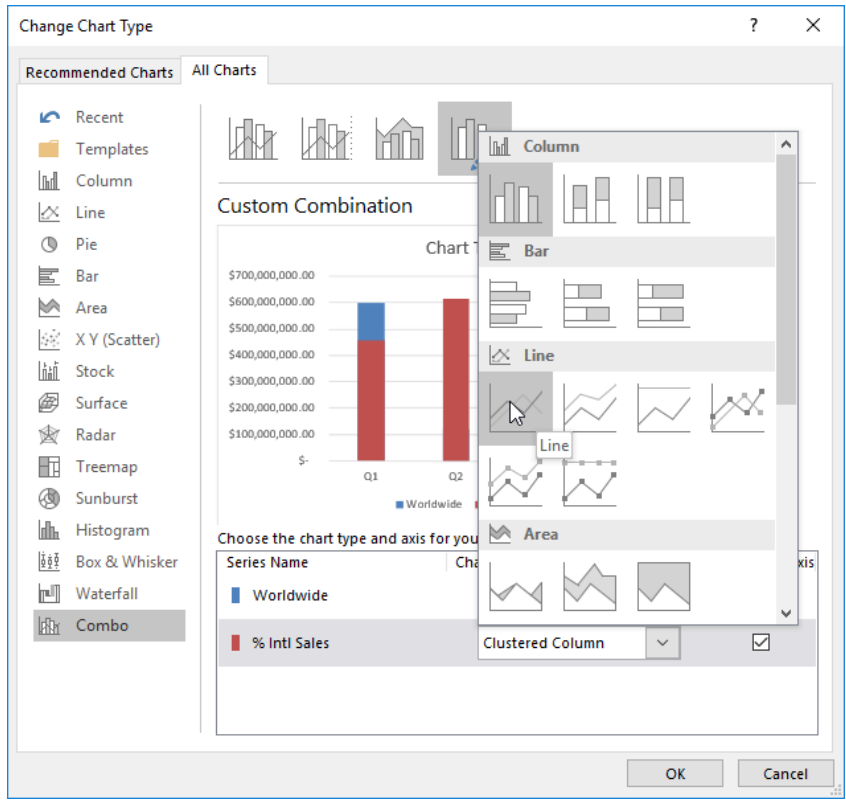 Change Chart Type
?
Recommended Charts
All Charts
Recent
Templates
Column
Line
Pie
Bar
Area
X Y (Scatter)
Stock
Surface
Radar
Treemap
Sunburst
Histogram
Box & Whisker
Waterfall
Combo
Custom Combination
Chart
$700,000,000.00
$600,000,000.00
$500,000,000.00
$400,000,000.00
$300,000,000.00
$200,000,000.00
$100,000,000.00
$-
Q1 Q2
Worldwide
Choose the chart type and axis for you
Series Name Cha xis
Worldwide
% Intl Sales Clustered Column
Column
Bar
Line
Line
Area
OK Cancel